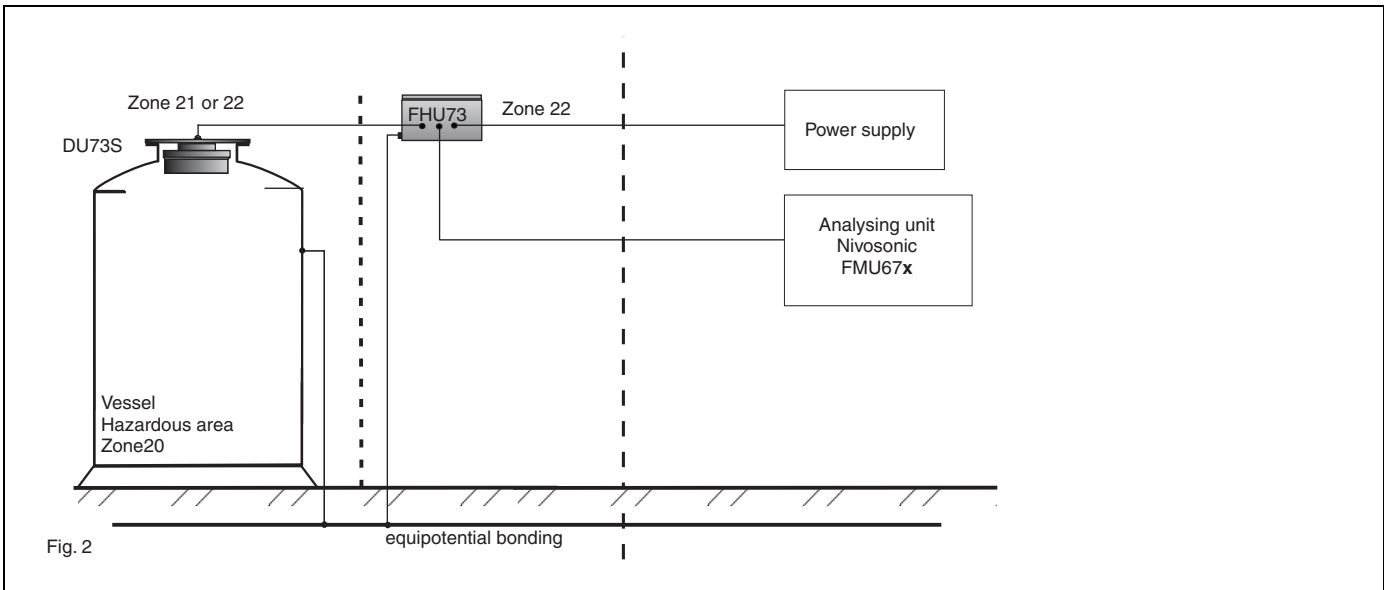 Zone 21 or 22
DU73S
FHU73
Zone 22
Power supply
Analysing unit
Nivosonic
FMU67x
Vessel
Hazardous area
Zone20
equipotential bonding
Fig. 2